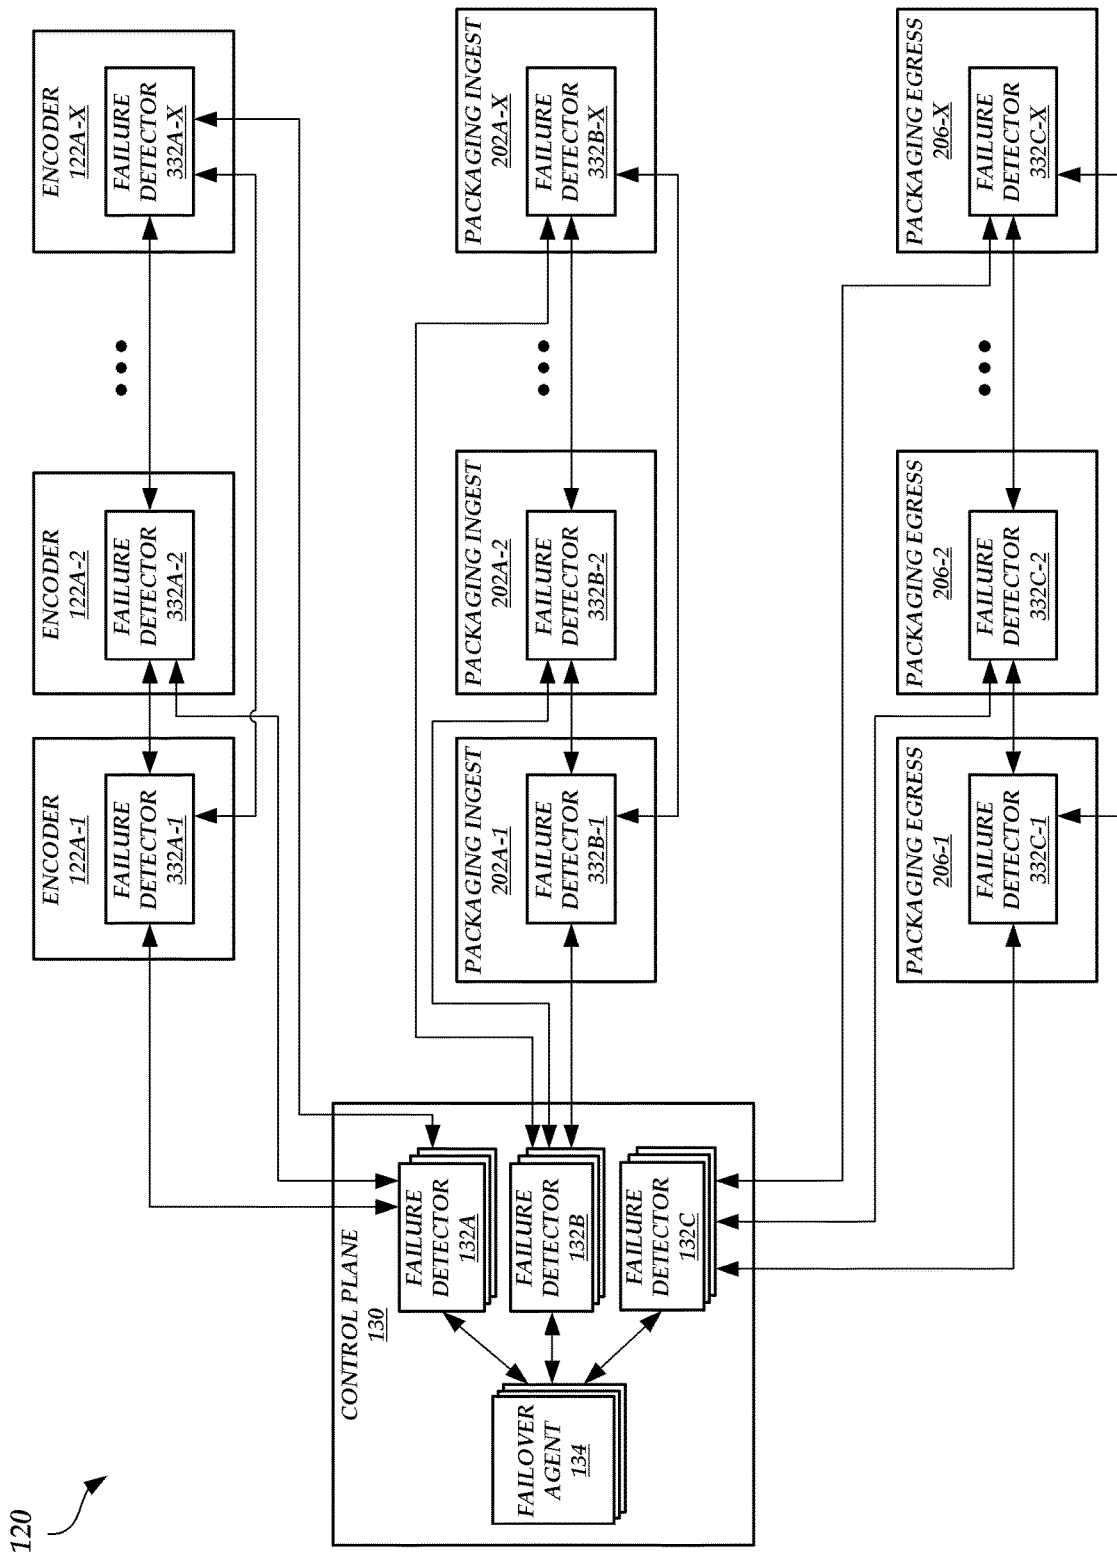 120
CONTROL PLANE
130
FAILOVER
AGENT
134
FAILURE
DETECTOR
132A
FAILURE
DETECTOR
132B
FAILURE
DETECTOR
132C
ENCODER
122A-1
FAILURE
DETECTOR
332A-1
ENCODER
122A-2
FAILURE
DETECTOR
332A-2
ENCODER
122A-X
FAILURE
DETECTOR
332A-X
PACKAGING INGEST
202A-1
FAILURE
DETECTOR
332B-1
PACKAGING INGEST
202A-2
FAILURE
DETECTOR
332B-2
PACKAGING INGEST
202A-X
FAILURE
DETECTOR
332B-X
PACKAGING EGRESS
206-1
FAILURE
DETECTOR
332C-1
PACKAGING EGRESS
206-2
FAILURE
DETECTOR
332C-2
PACKAGING EGRESS
206-X
FAILURE
DETECTOR
332C-X